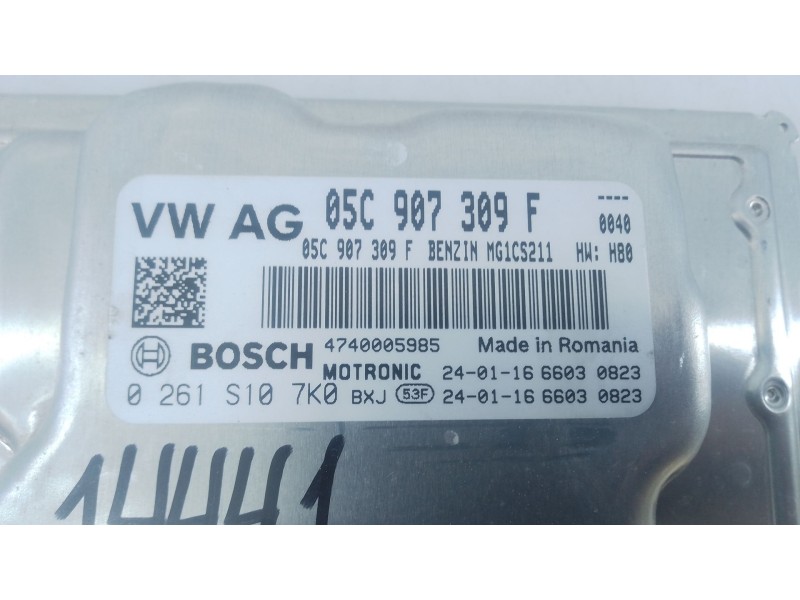 VW AG 05C 907 309 F ----
0040
05C 907 309 F BENZIN MG1CS211 HW: H80
BOSCH 4740005985 Made in Romania
MOTRONIC 24-01-16 6603 0823
0 261 S10 7K0 BXJ 53F 24-01-16 6603 0823
14441